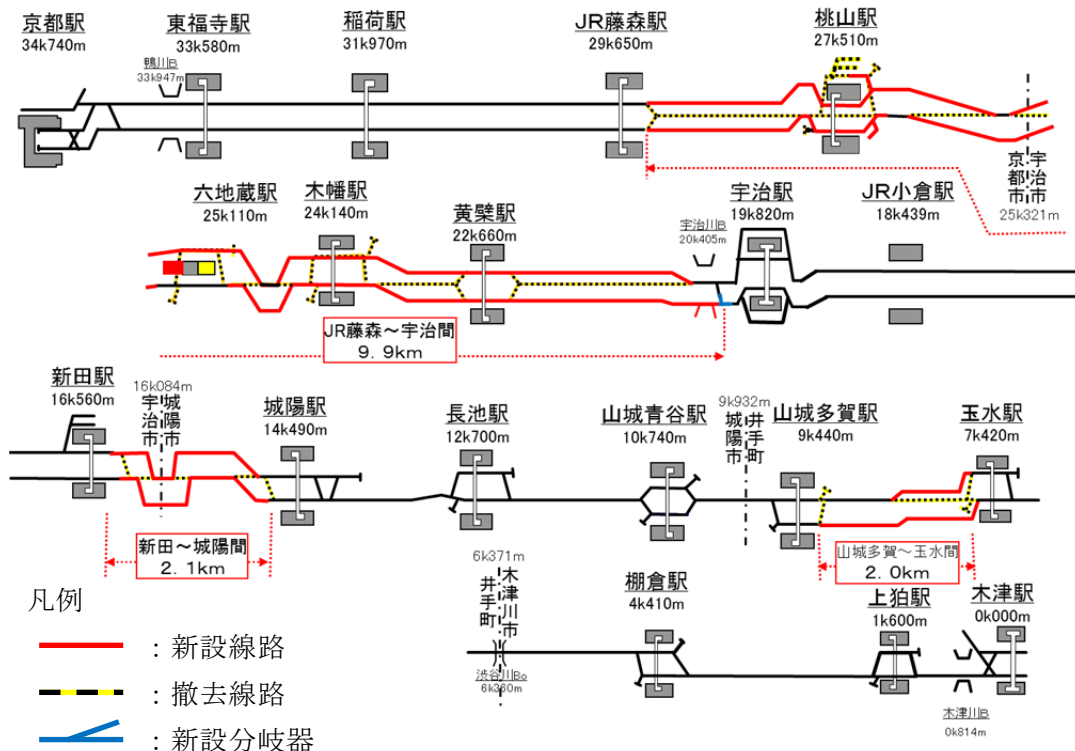 京都駅
34k740m
鴨川B
33k947m
東福寺駅
33k580m
稲荷駅
31k970m
JR藤森駅
29k650m
桃山駅
27k510m
京都市
宇治市
25k321m
六地蔵駅
25k110m
木幡駅
24k140m
黄檗駅
22k660m
宇治川B
20k405m
宇治駅
19k820m
JR小倉駅
18k439m
JR藤森~宇治間
9.9km
新田駅
16k560m
16k084m
宇治市
城陽市
城陽駅
14k490m
長池駅
12k700m
山城青谷駅
10k740m
9k932m
城陽市
井手町
山城多賀駅
9k440m
玉水駅
7k420m
新田~城陽間
2.1km
山城多賀~玉水間
2.0km
6k371m
井手町
木津川市
渋谷川Bo
6k360m
棚倉駅
4k410m
上狛駅
1k600m
木津駅
0k000m
木津川B
0k814m
凡例
:新設線路
:撤去線路
:新設分岐器